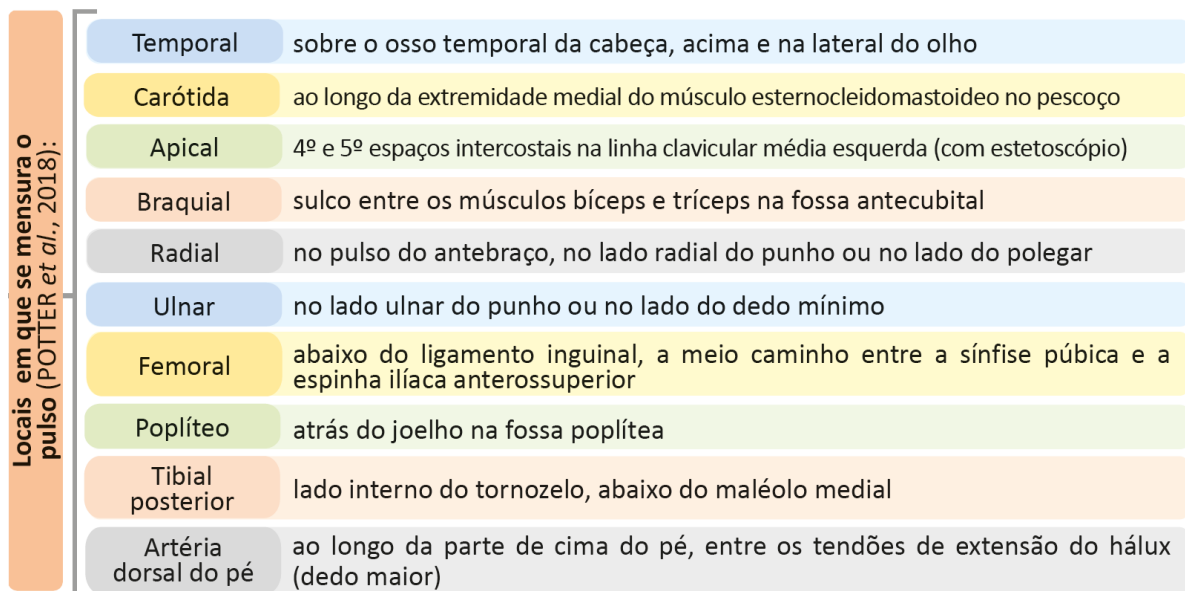 Locais em que se mensura o
pulso (POTTER et al., 2018):
Temporal
sobre o osso temporal da cabeça, acima e na lateral do olho
Carótida
ao longo da extremidade medial do músculo esternocleidomastoideo no pescoço
Apical
4º e 5º espaços intercostais na linha clavicular média esquerda (com estetoscópio)
Braquial
sulco entre os músculos bíceps e tríceps na fossa antecubital
Radial
no pulso do antebraço, no lado radial do punho ou no lado do polegar
Ulnar
no lado ulnar do punho ou no lado do dedo mínimo
Femoral
abaixo do ligamento inguinal, a meio caminho entre a sínfise púbica e a
espinha ilíaca anterossuperior
Poplíteo
atrás do joelho na fossa poplítea
Tibial
posterior
lado interno do tornozelo, abaixo do maléolo medial
Artéria
dorsal do pé
ao longo da parte de cima do pé, entre os tendões de extensão do hálux
(dedo maior)